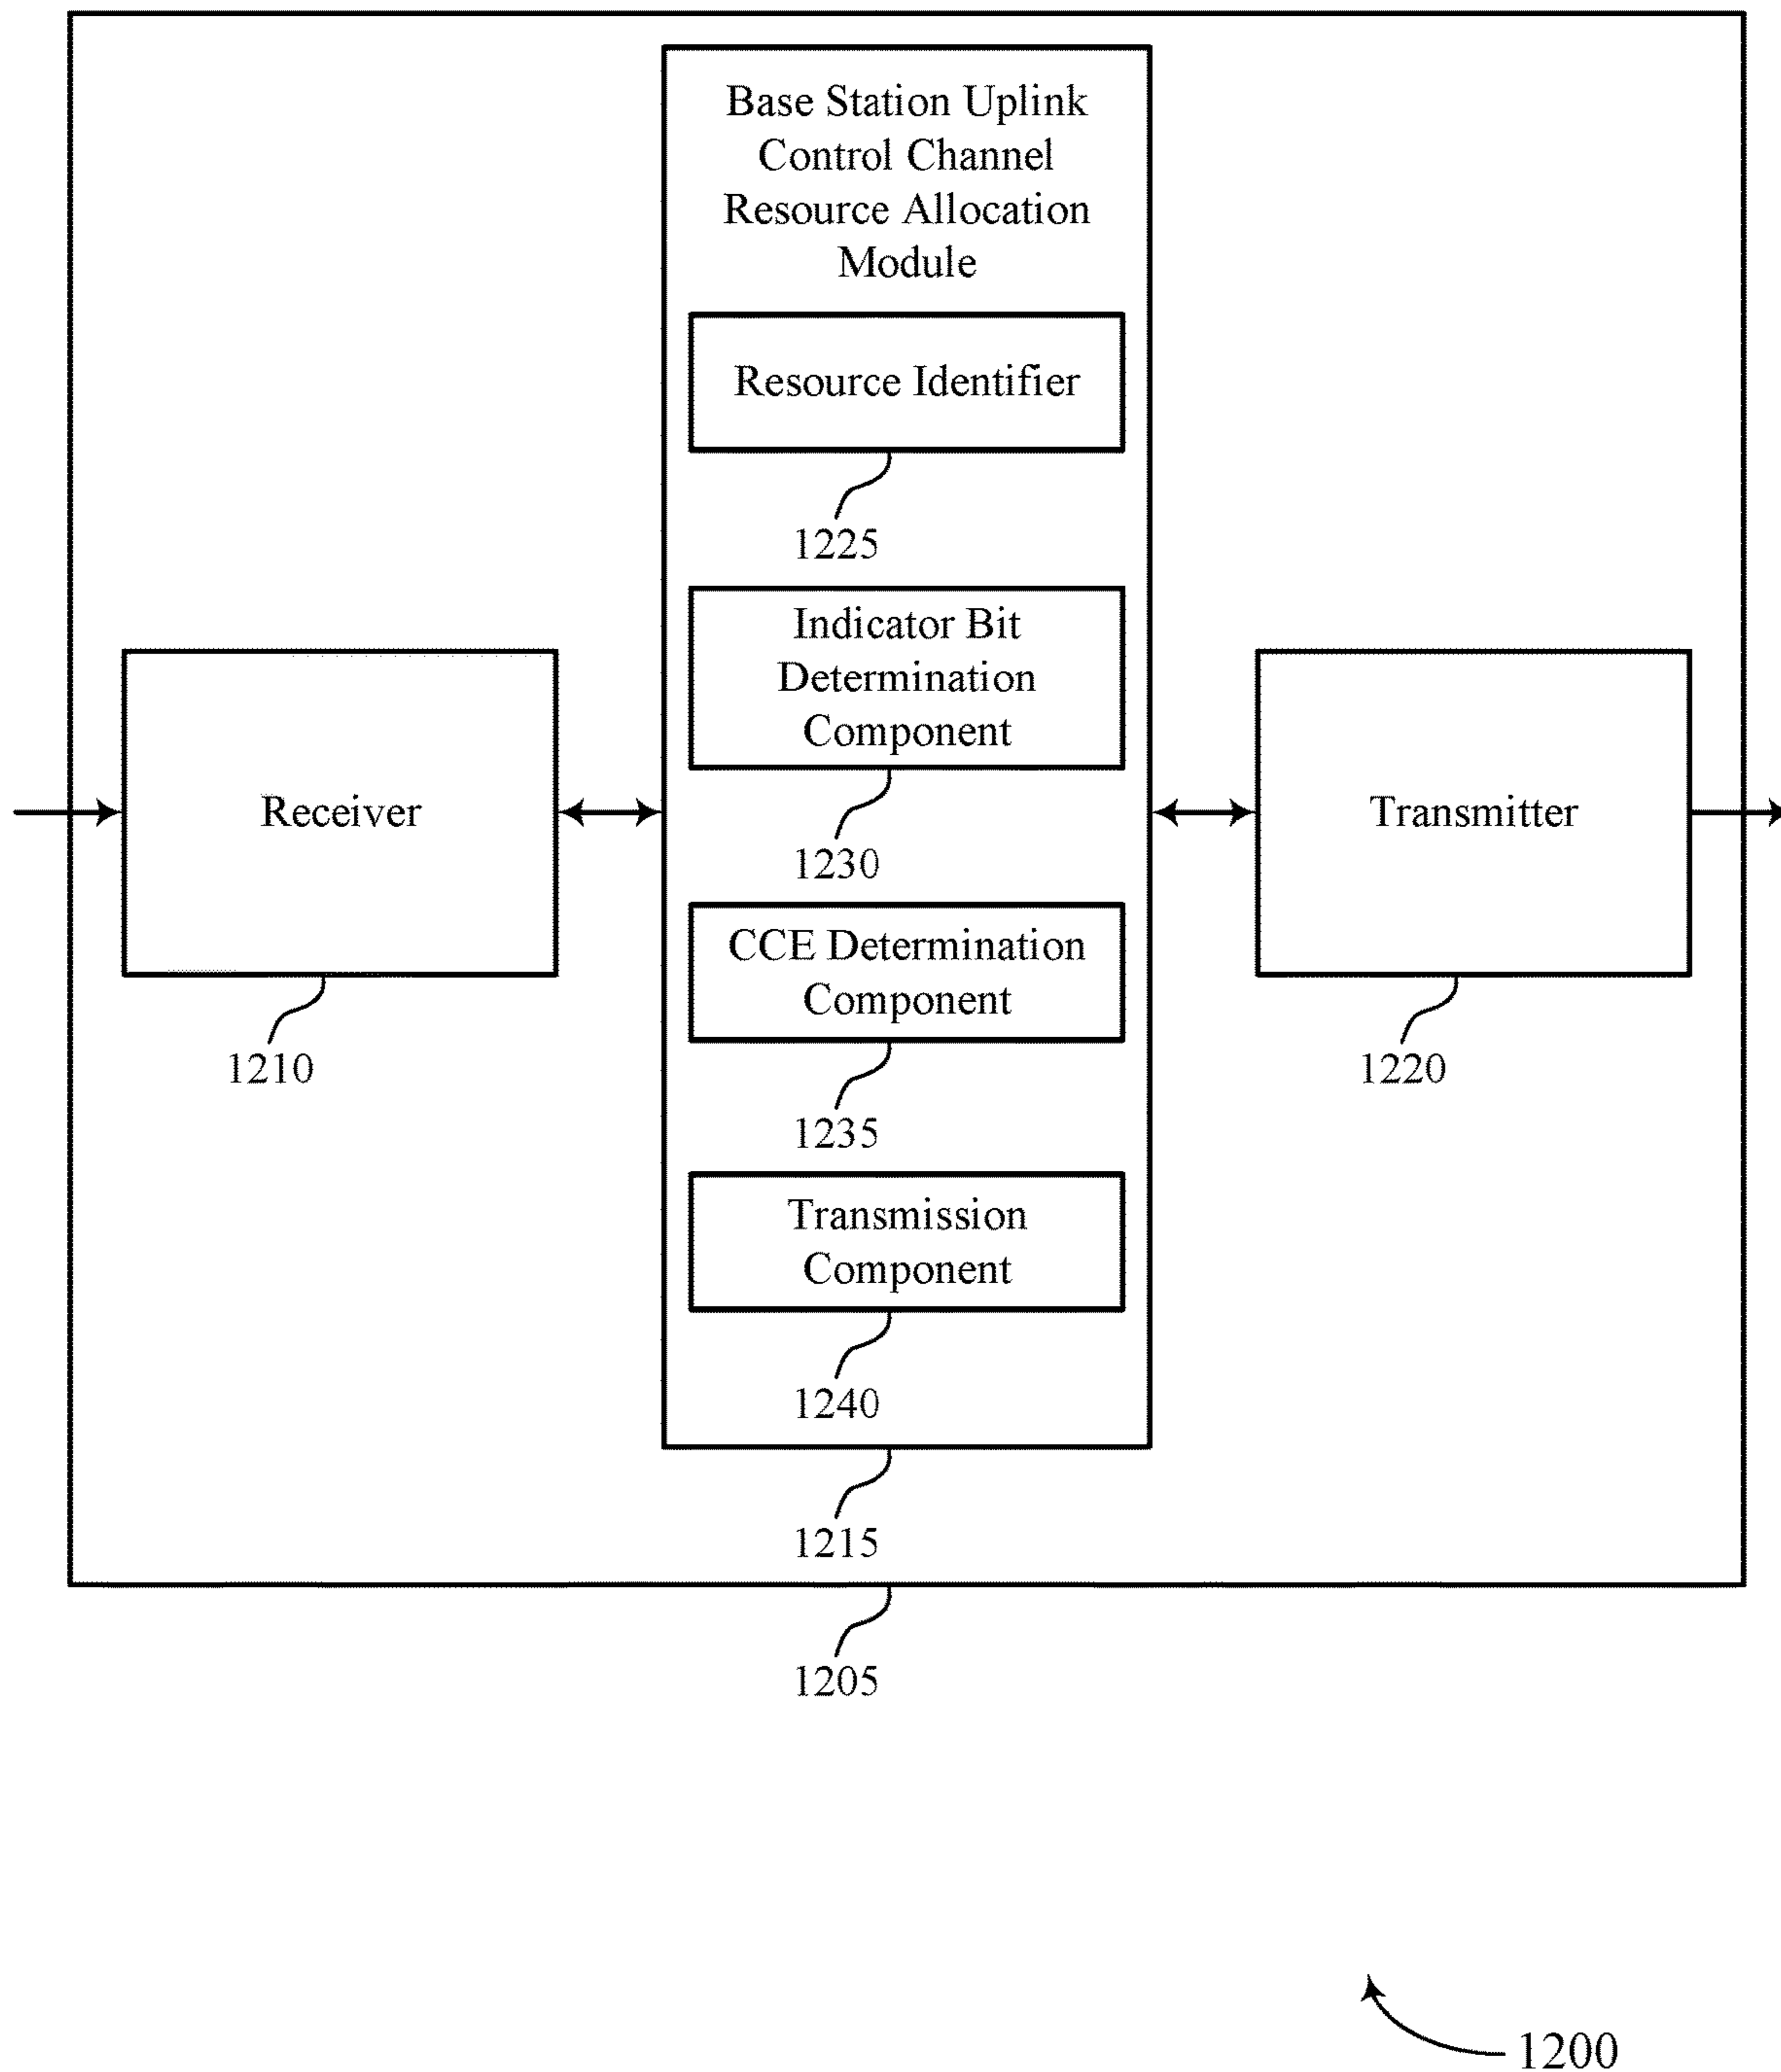 Base Station Uplink
Control Channel
Resource Allocation
Module
Resource Identifier
1225
Indicator Bit
Determination
Component
1230
Receiver
1210
CCE Determination
Component
1235
Transmitter
1220
Transmission
Component
1240
1215
1205
1200